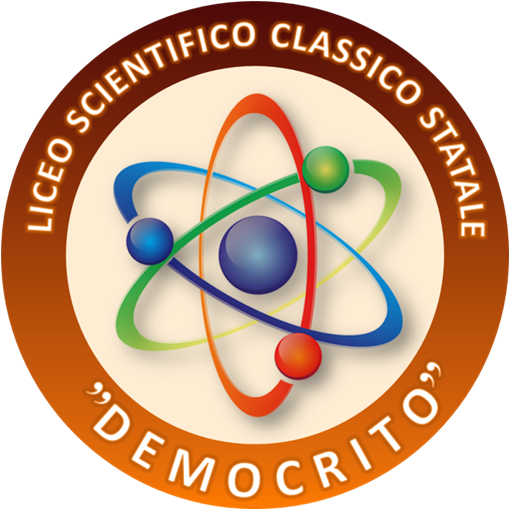 LICEO SCIENTIFICO CLASSICO STATALE
”DEMOCRITO”